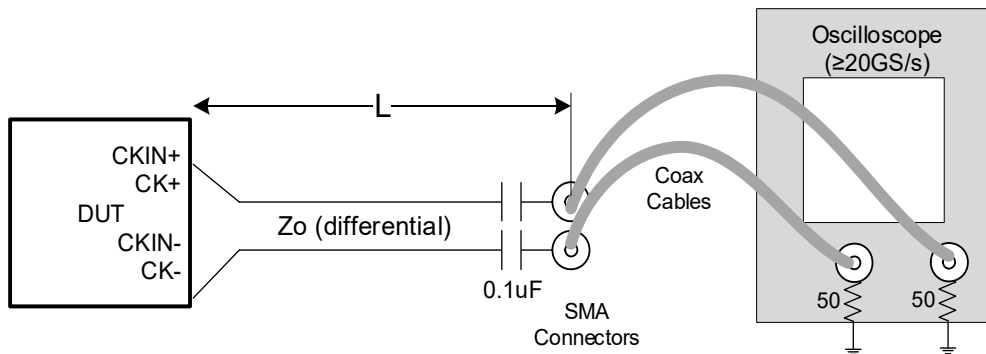 Oscilloscope
(≥20GS/s)
L
CKIN+
CK+
DUT
CKIN-
CK-
Zo (differential)
0.1uF
Coax
Cables
SMA
Connectors
50
50